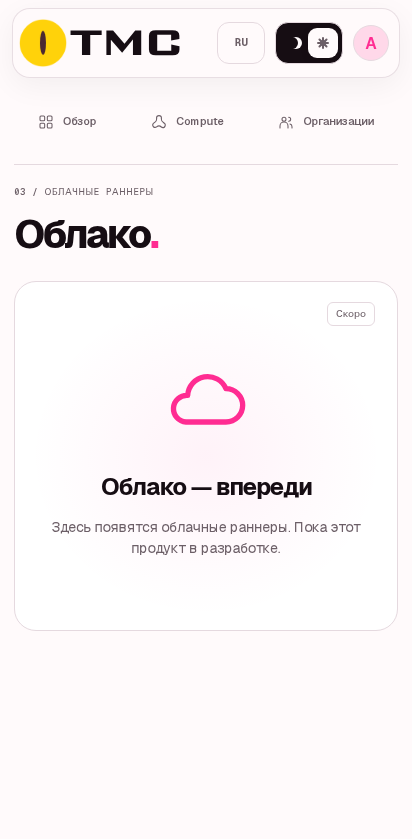 TMC
RU
A
Обзор
Compute
Организации
03 / ОБЛАЧНЫЕ РАННЕРЫ
Облако.
Скоро
Облако — впереди
Здесь появятся облачные раннеры. Пока этот
продукт в разработке.